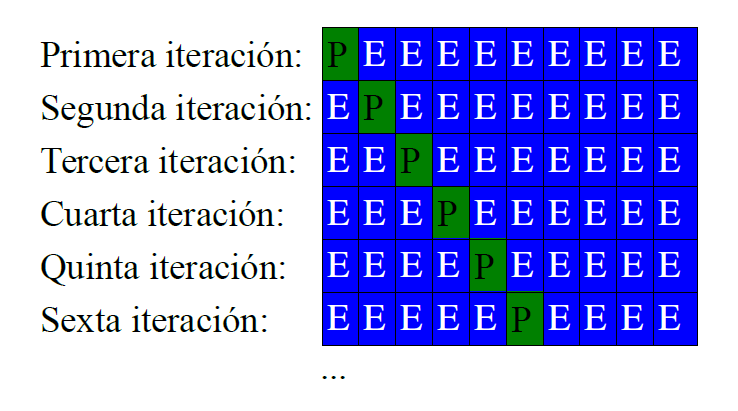 Primera iteración: P E E E E E E E E E
Segunda iteración: E P E E E E E E E E
Tercera iteración: E E P E E E E E E E
Cuarta iteración: E E E P E E E E E E
Quinta iteración: E E E E P E E E E E
Sexta iteración: E E E E E P E E E E
...